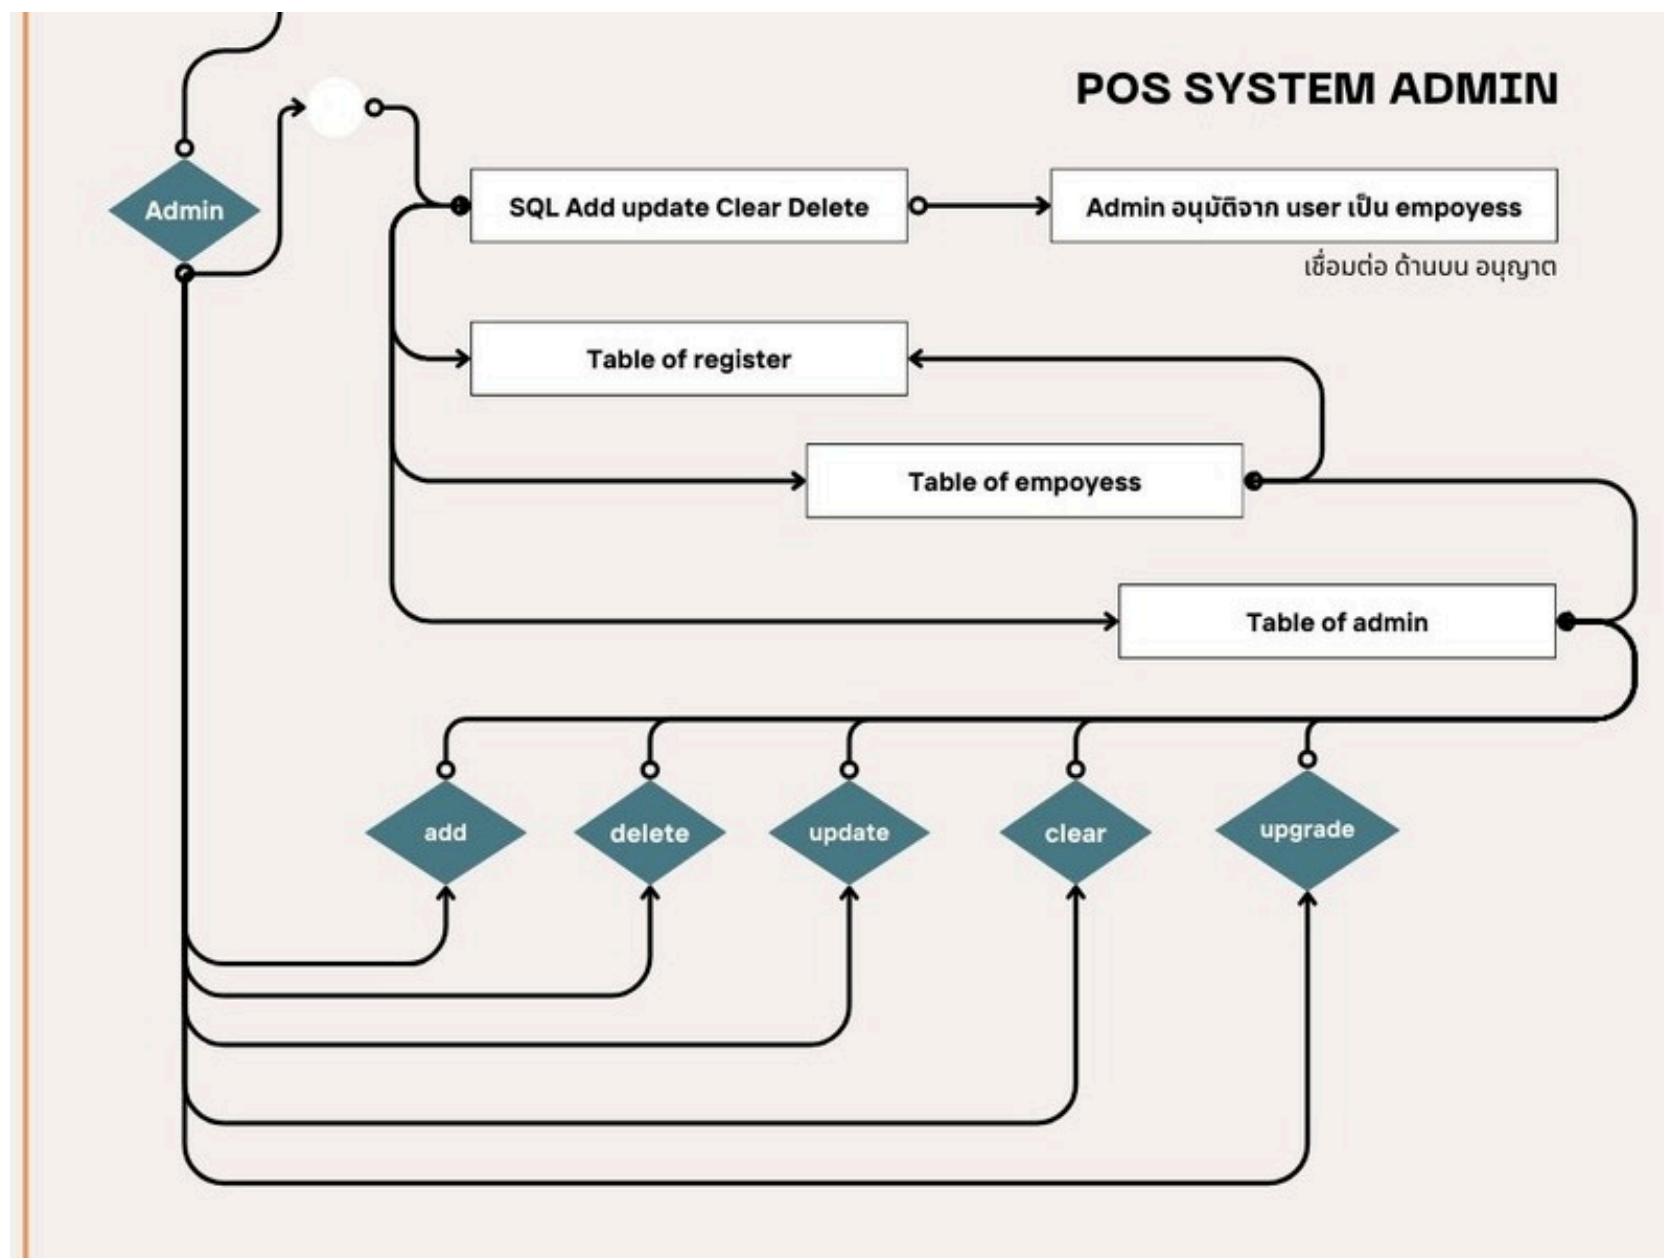 POS SYSTEM ADMIN
Admin
SQL Add update Clear Delete
Admin อนุมัติจาก user เป็น empoyess
เชื่อมต่อ ด้านบน อนุญาต
Table of register
Table of empoyess
Table of admin
add
delete
update
clear
upgrade